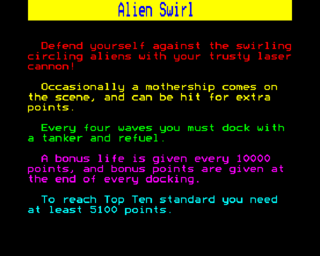 Alien Swirl
Defend yourself against the swirling
circling aliens with your trusty laser
cannon!
Occasionally a mothership comes on
the scene, and can be hit for extra
points.
Every four waves you must dock with
a tanker and refuel.
A bonus life is given every 10000
points, and bonus points are given at
the end of every docking.
To reach Top Ten standard you need
at least 5100 points.